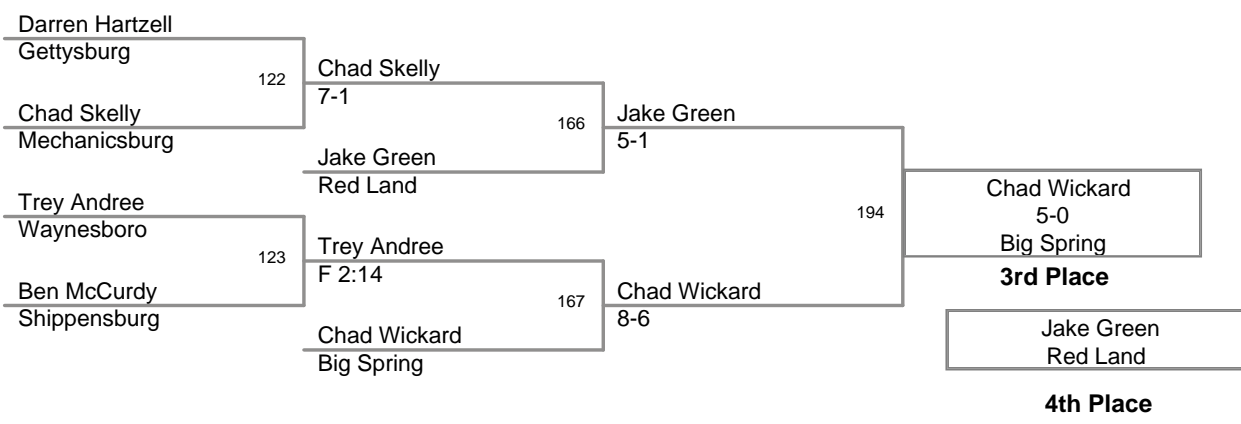 Darren Hartzell
Gettysburg
122
Chad Skelly
7-1
Chad Skelly
Mechanicsburg
166
Jake Green
5-1
Jake Green
Red Land
Trey Andree
Waynesboro
194
Chad Wickard
5-0
Big Spring
3rd Place
123
Trey Andree
F 2:14
Ben McCurdy
Shippensburg
167
Chad Wickard
8-6
Chad Wickard
Big Spring
Jake Green
Red Land
4th Place